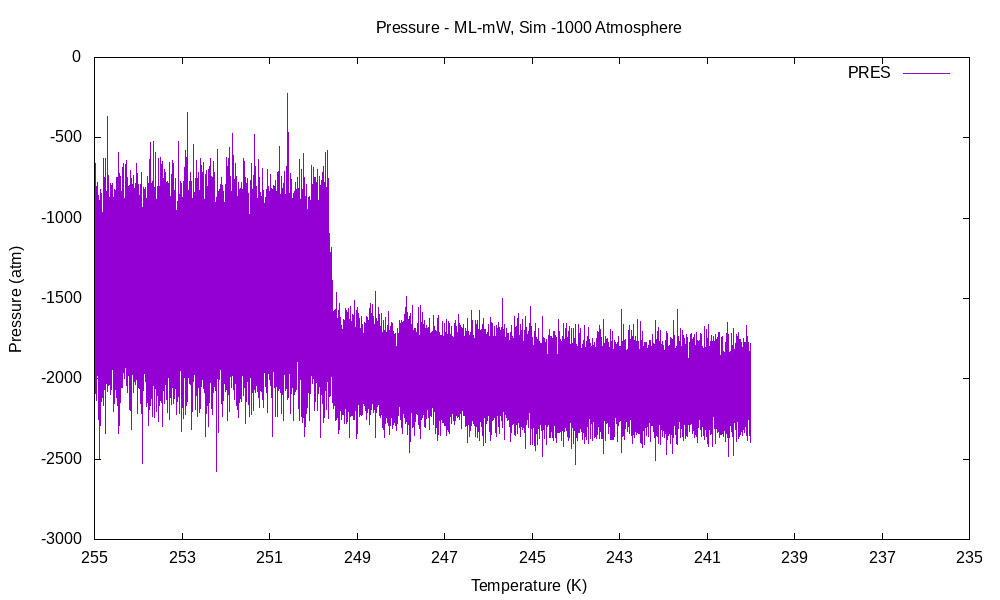 Pressure - ML-mW, Sim -1000 Atmosphere
PRES
Pressure (atm)
0
-500
-1000
-1500
-2000
-2500
-3000
255 253 251 249 247 245 243 241 239 237 235
Temperature (K)